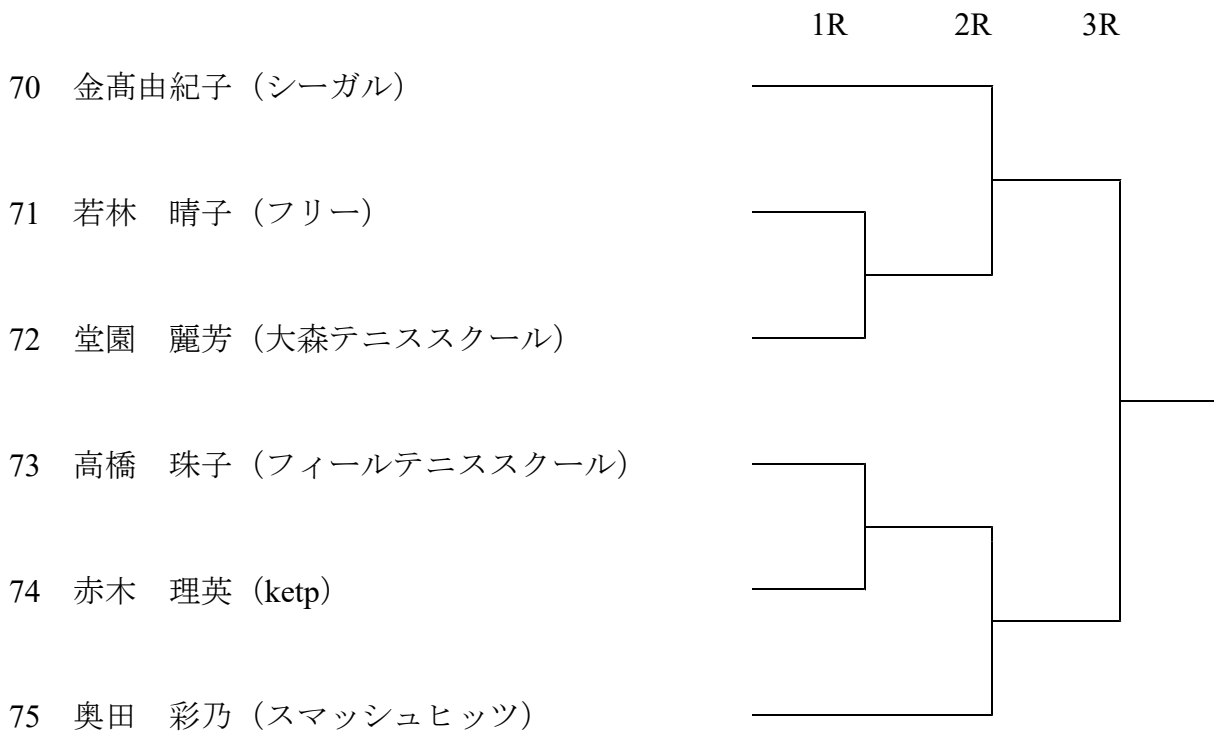 1R 2R 3R
70 金髙由紀子（シーガル）
71 若林　晴子（フリー）
72 堂園　麗芳（大森テニススクール）
73 高橋　珠子（フィールテニススクール）
74 赤木　理英（ketp）
75 奥田　彩乃（スマッシュヒッツ）